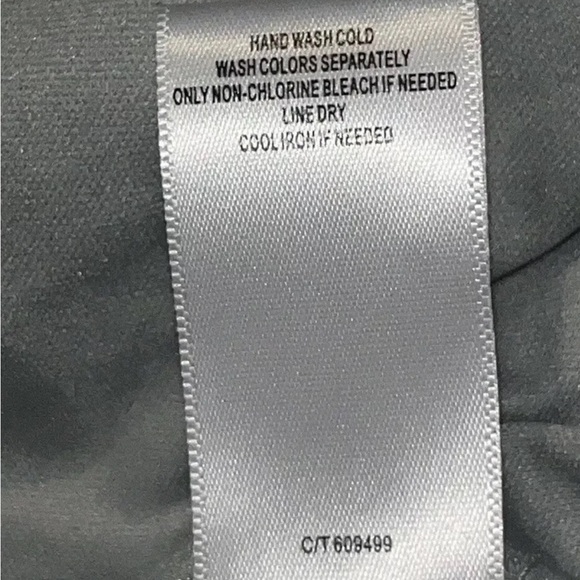 HAND WASH COLD
WASH COLORS SEPARATELY
ONLY NON-CHLORINE BLEACH IF NEEDED
LINE DRY
COOL IRON IF NEEDED
C/T 609499